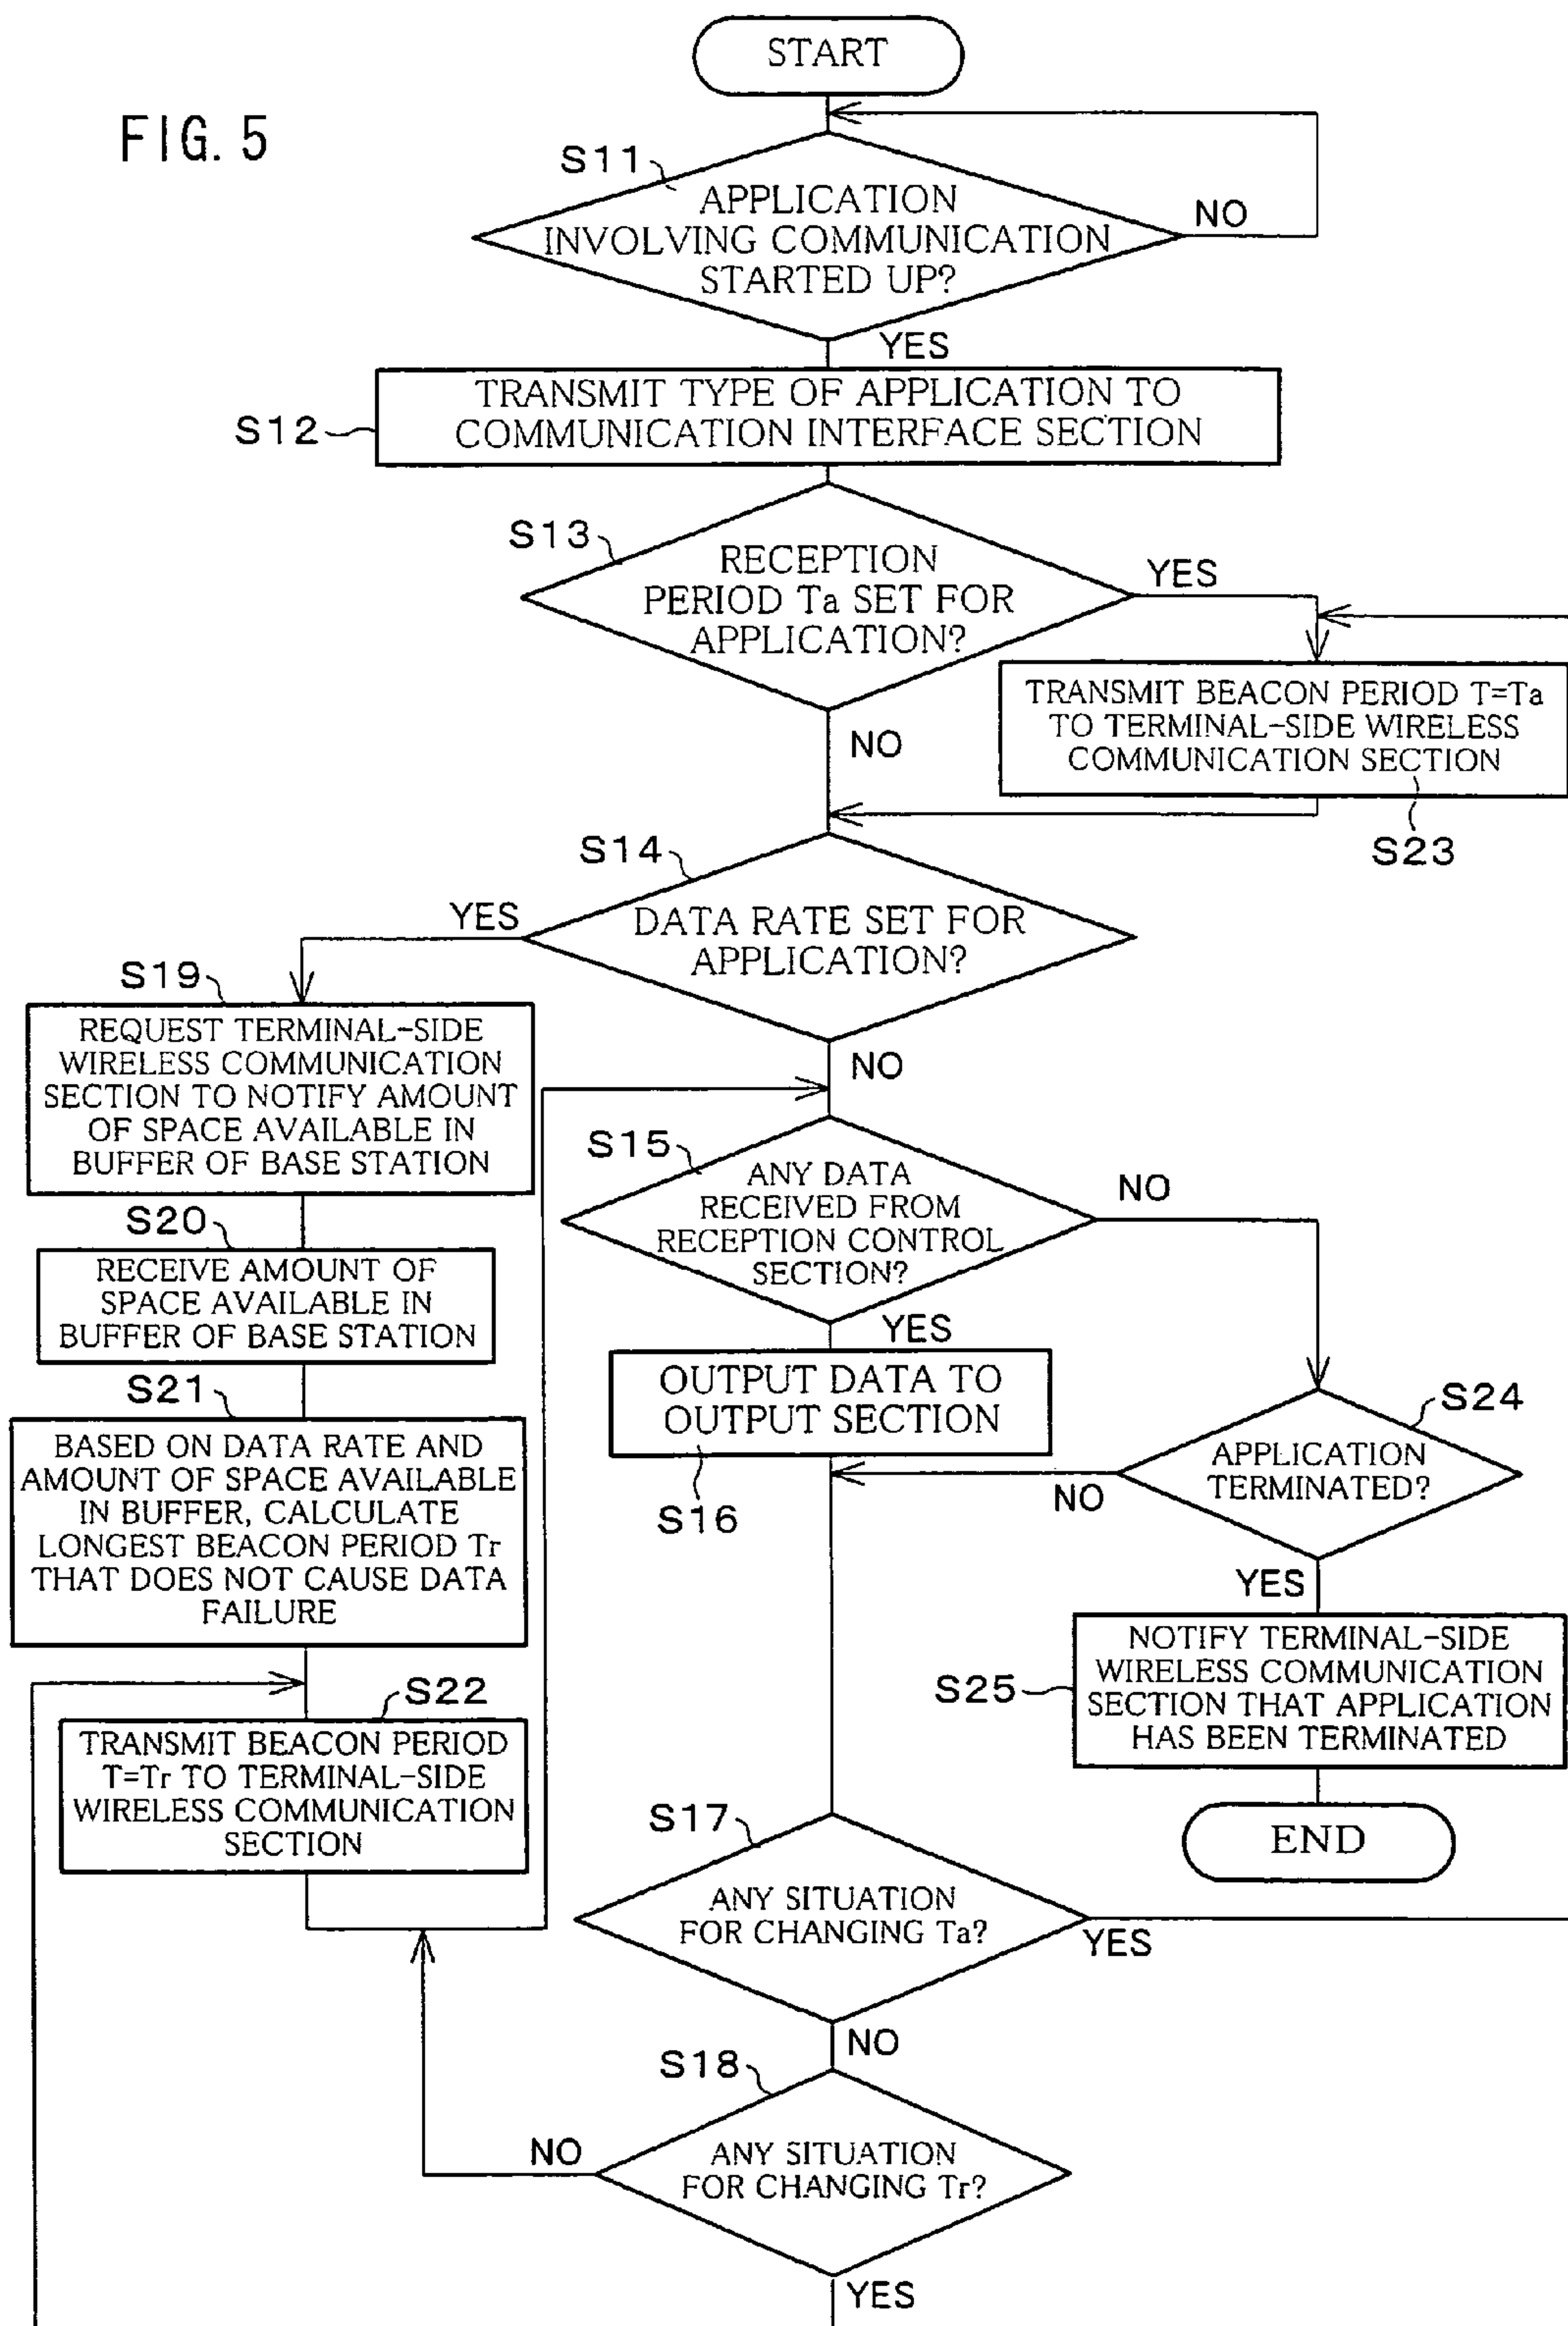 FIG. 5
START
S11
APPLICATION
INVOLVING COMMUNICATION
STARTED UP?
NO
YES
S12
TRANSMIT TYPE OF APPLICATION TO
COMMUNICATION INTERFACE SECTION
S13
RECEPTION
PERIOD Ta SET FOR
APPLICATION?
YES
NO
TRANSMIT BEACON PERIOD T=Ta
TO TERMINAL-SIDE WIRELESS
COMMUNICATION SECTION
S23
S14
DATA RATE SET FOR
APPLICATION?
YES
NO
S19
REQUEST TERMINAL-SIDE
WIRELESS COMMUNICATION
SECTION TO NOTIFY AMOUNT
OF SPACE AVAILABLE IN
BUFFER OF BASE STATION
S20
RECEIVE AMOUNT OF
SPACE AVAILABLE IN
BUFFER OF BASE STATION
S21
BASED ON DATA RATE AND
AMOUNT OF SPACE AVAILABLE
IN BUFFER, CALCULATE
LONGEST BEACON PERIOD Tr
THAT DOES NOT CAUSE DATA
FAILURE
S22
TRANSMIT BEACON PERIOD
T=Tr TO TERMINAL-SIDE
WIRELESS COMMUNICATION
SECTION
S15
ANY DATA
RECEIVED FROM
RECEPTION CONTROL
SECTION?
NO
YES
OUTPUT DATA TO
OUTPUT SECTION
S16
S24
APPLICATION
TERMINATED?
NO
YES
S25
NOTIFY TERMINAL-SIDE
WIRELESS COMMUNICATION
SECTION THAT APPLICATION
HAS BEEN TERMINATED
END
S17
ANY SITUATION
FOR CHANGING Ta?
YES
NO
S18
ANY SITUATION
FOR CHANGING Tr?
NO
YES